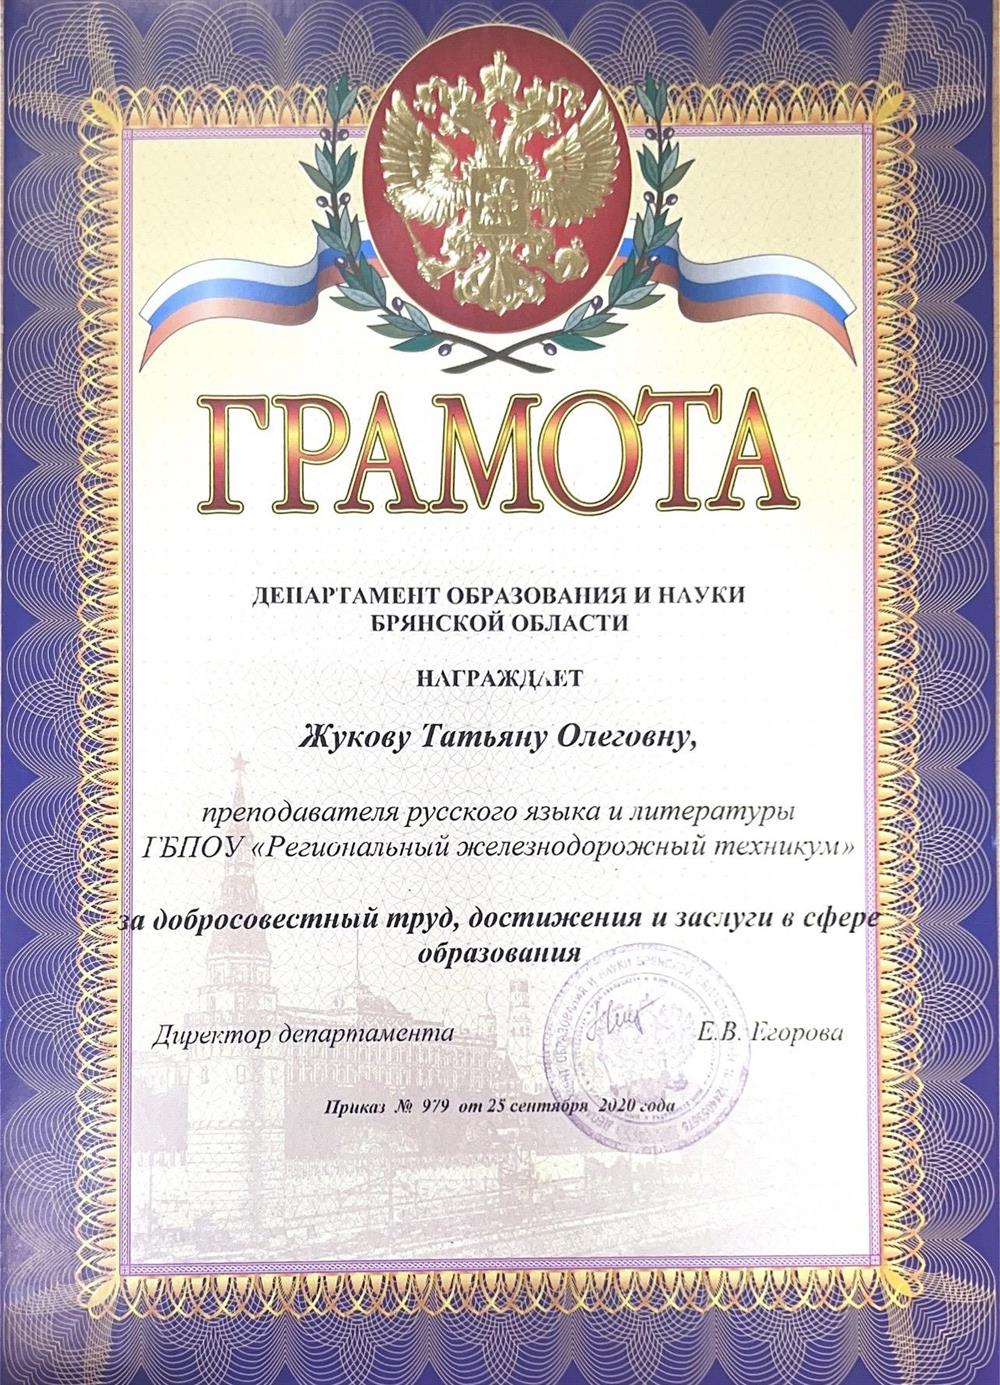 ГРАМОТА
ДЕПАРТАМЕНТ ОБРАЗОВАНИЯ И НАУКИ
БРЯНСКОЙ ОБЛАСТИ
НАГРАЖДАЕТ
Жукову Татьяну Олеговну,
преподавателя русского языка и литературы
ГБПОУ «Региональный железнодорожный техникум»
за добросовестный труд, достижения и заслуги в сфере
образования
Директор департамента Е.В. Егорова
Приказ № 979 от 25 сентября 2020 года